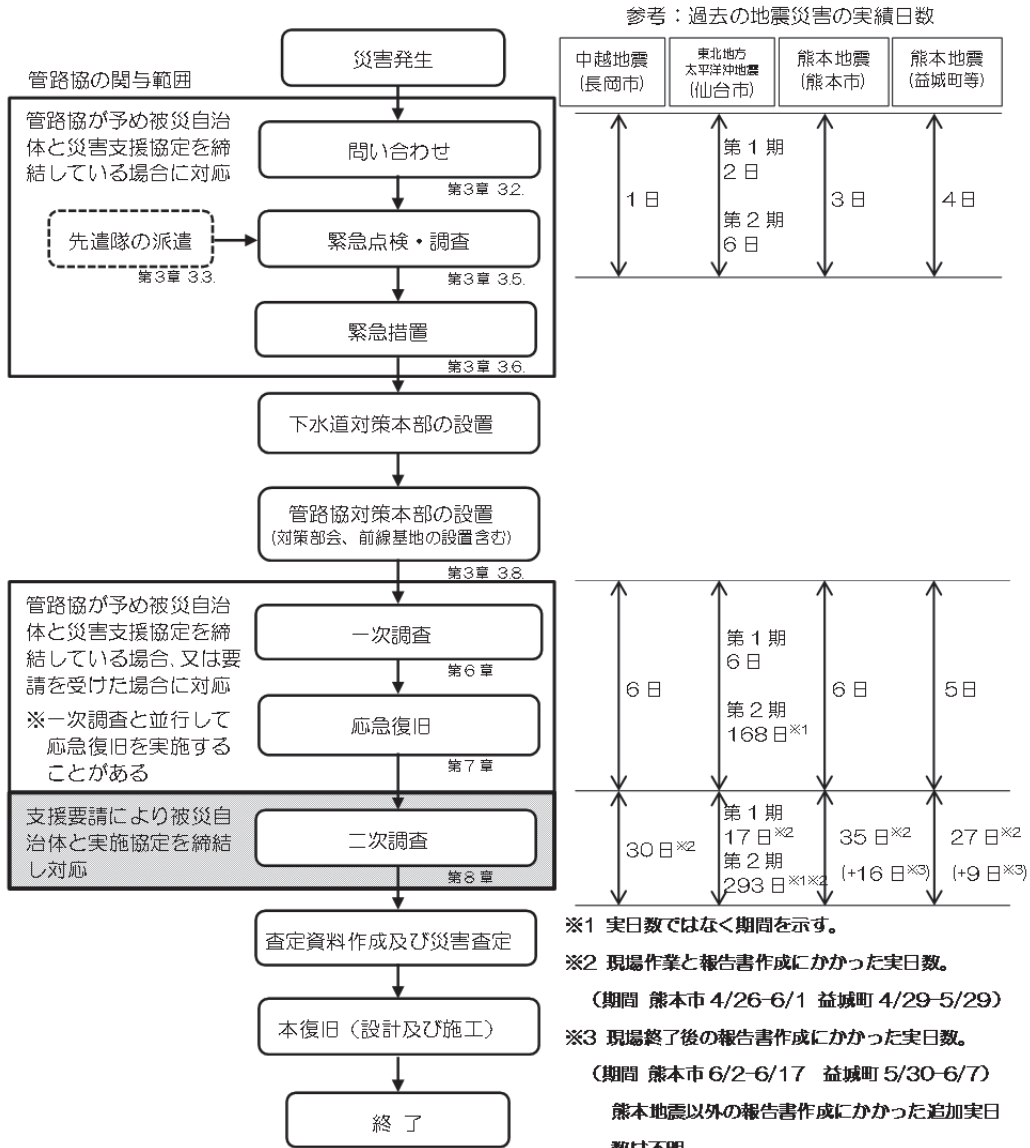 参考：過去の地震災害の実績日数
災害発生
中越地震
(長岡市)
東北地方
太平洋沖地震
(仙台市)
熊本地震
(熊本市)
熊本地震
(益城町等)
管路協の関与範囲
管路協が予め被災自治
体と災害支援協定を締
結している場合に対応
問い合わせ
第3章 3.2.
先遣隊の派遣
第3章 3.3.
緊急点検・調査
第3章 3.5.
緊急措置
第3章 3.6.
1日
第1期
2日
第2期
6日
3日
4日
下水道対策本部の設置
管路協対策本部の設置
(対策部会、前線基地の設置含む)
第3章 3.8.
管路協が予め被災自治
体と災害支援協定を締
結している場合、又は要
請を受けた場合に対応
※一次調査と並行して
応急復旧を実施する
ことがある
一次調査
第6章
応急復旧
第7章
6日
第1期
6日
第2期
168日※1
6日
5日
支援要請により被災自
治体と実施協定を締結
し対応
二次調査
第8章
30日※2
第1期
17日※2
第2期
293日※1※2
35日※2
(+16日※3)
27日※2
(+9日※3)
査定資料作成及び災害査定
本復旧（設計及び施工）
終 了
※1 実日数ではなく期間を示す。
※2 現場作業と報告書作成にかかった実日数。
（期間 熊本市 4/26-6/1 益城町 4/29-5/29）
※3 現場終了後の報告書作成にかかった実日数。
（期間 熊本市 6/2-6/17 益城町 5/30-6/7）
熊本地震以外の報告書作成にかかった追加実日
数は不明